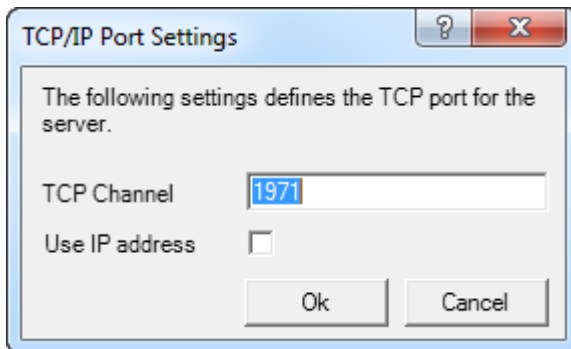 TCP/IP Port Settings
?
The following settings defines the TCP port for the
server.
TCP Channel 1971
Use IP address
Ok Cancel